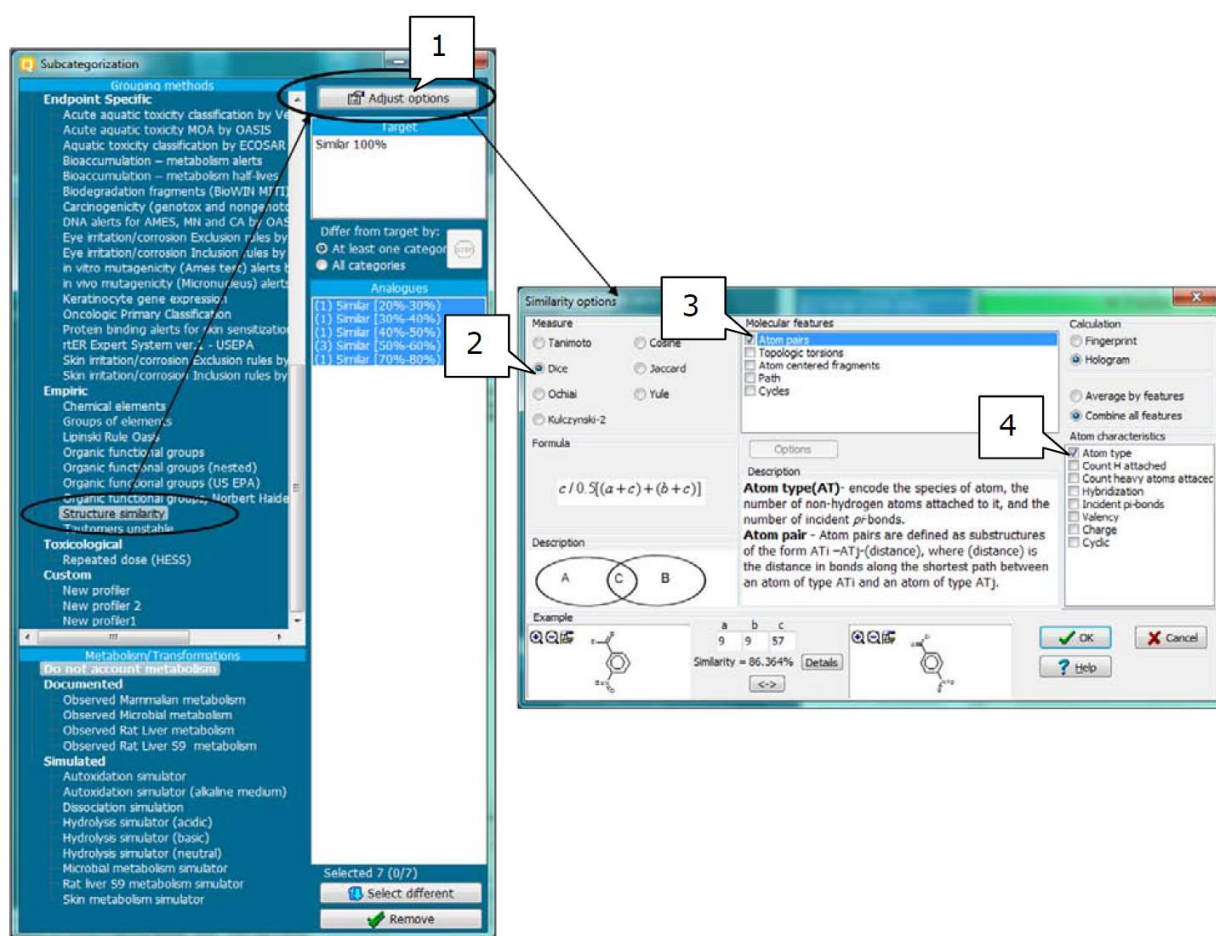 1
Subcategorization
Grouping methods
Endpoint Specific
Acute aquatic toxicity classification by Ve
Acute aquatic toxicity MOA by OASIS
Aquatic toxicity classification by ECOSAR
Bioaccumulation – metabolism alerts
Bioaccumulation – metabolism half-lives
Biodegradation fragments (BioWIN MITI)
Carcinogenicity (genotox and nongenoto
DNA alerts for AMES, MN and CA by OAS
Eye irritation/corrosion Exclusion rules by
Eye irritation/corrosion Inclusion rules by
in vitro mutagenicity (Ames test) alerts b
in vivo mutagenicity (Micronucleus) alerts
Keratinocyte gene expression
Oncologic Primary Classification
Protein binding alerts for skin sensitization
rtER Expert System ver.1 - USEPA
Skin irritation/corrosion Exclusion rules by
Skin irritation/corrosion Inclusion rules by
Empiric
Chemical elements
Groups of elements
Lipinski Rule Oasis
Organic functional groups
Organic functional groups (nested)
Organic functional groups (US EPA)
Organic functional groups, Norbert Haide
Structure similarity
Tautomers unstable
Toxicological
Repeated dose (HESS)
Custom
New profiler
New profiler 2
New profiler1
Metabolism/Transformations
Do not account metabolism
Documented
Observed Mammalian metabolism
Observed Microbial metabolism
Observed Rat Liver metabolism
Observed Rat Liver S9 metabolism
Simulated
Autoxidation simulator
Autoxidation simulator (alkaline medium)
Dissociation simulation
Hydrolysis simulator (acidic)
Hydrolysis simulator (basic)
Hydrolysis simulator (neutral)
Microbial metabolism simulator
Rat liver S9 metabolism simulator
Skin metabolism simulator
Adjust options
Target
Similar 100%
Differ from target by:
At least one categor
All categories
STOP
Analogues
(1) Similar [20%-30%)
(1) Similar [30%-40%)
(1) Similar [40%-50%)
(3) Similar [50%-60%)
(1) Similar [70%-80%)
Selected 7 (0/7)
Select different
Remove
Similarity options
2
Measure
Tanimoto
Cosine
Dice
Jaccard
Ochiai
Yule
Kulczynski-2
Formula
c / 0.5[(a+c)+(b+c)]
Description
A
C
B
3
Molecular features
Atom pairs
Topologic torsions
Atom centered fragments
Path
Cycles
Options
Description
Atom type(AT)- encode the species of atom, the
number of non-hydrogen atoms attached to it, and the
number of incident pi-bonds.
Atom pair - Atom pairs are defined as substructures
of the form ATi –ATj-(distance), where (distance) is
the distance in bonds along the shortest path between
an atom of type ATi and an atom of type ATj.
Calculation
Fingerprint
Hologram
Average by features
Combine all features
4
Atom characteristics
Atom type
Count H attached
Count heavy atoms attacec
Hybridization
Incident pi-bonds
Valency
Charge
Cyclic
Example
a b c
9 9 57
Similarity = 86.364%
Details
<->
OK
Cancel
Help